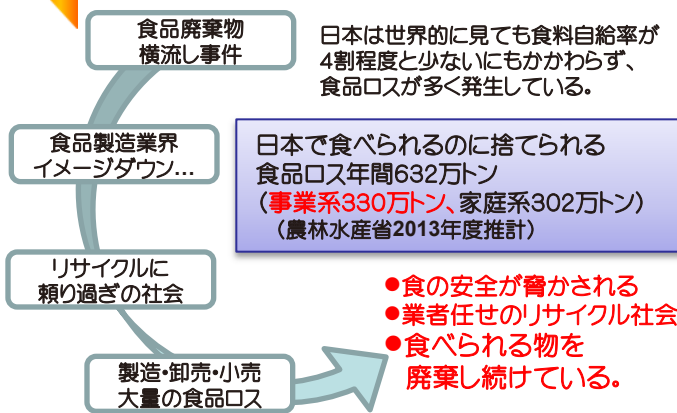 食品廃棄物
横流し事件
日本は世界的に見ても食料自給率が
4割程度と少ないにもかかわらず、
食品ロスが多く発生している。
食品製造業界
イメージダウン…
日本で食べられるのに捨てられる
食品ロス年間632万トン
（事業系330万トン、家庭系302万トン）
（農林水産省2013年度推計）
リサイクルに
頼り過ぎの社会
●食の安全が脅かされる
●業者任せのリサイクル社会
●食べられる物を
廃棄し続けている。
製造・卸売・小売
大量の食品ロス